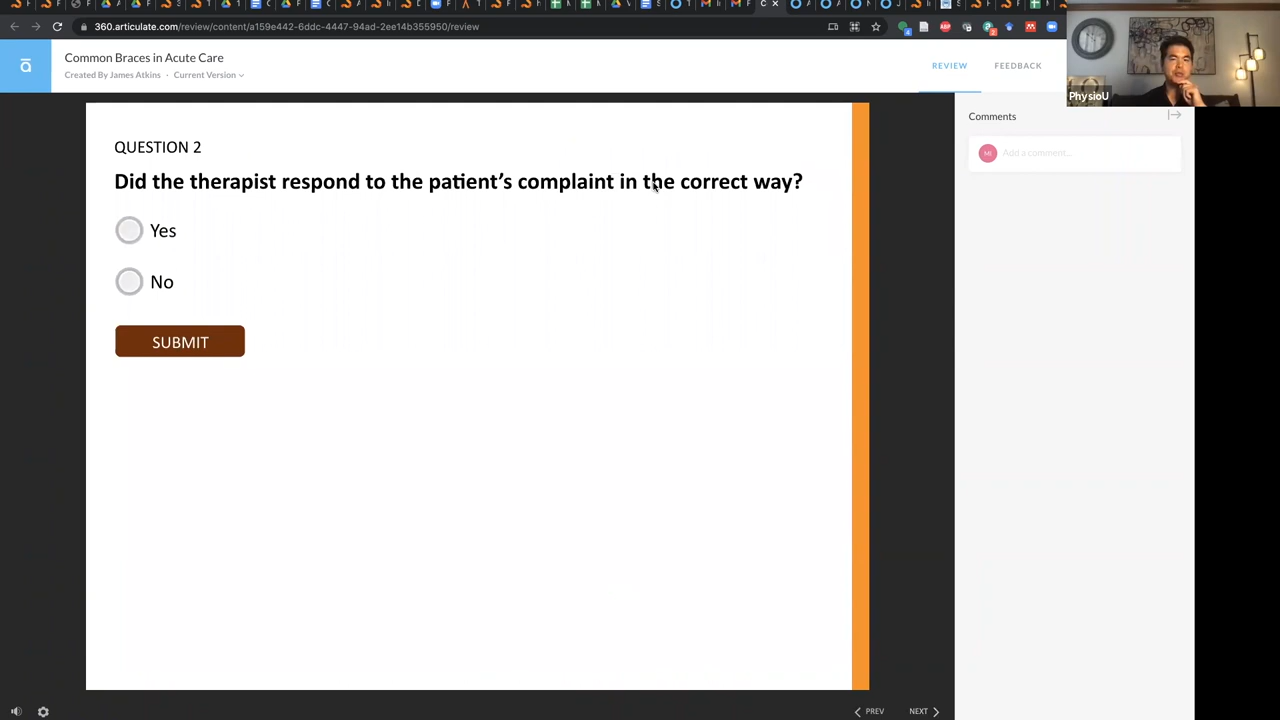 360.articulate.com/review/content/a159e442-6ddc-4447-94ad-2ee14b355950/review
Common Braces in Acute Care
Created By James Atkins · Current Version
REVIEW
FEEDBACK
PhysioU
Comments
Add a comment...
QUESTION 2
Did the therapist respond to the patient's complaint in the correct way?
Yes
No
SUBMIT
PREV
NEXT